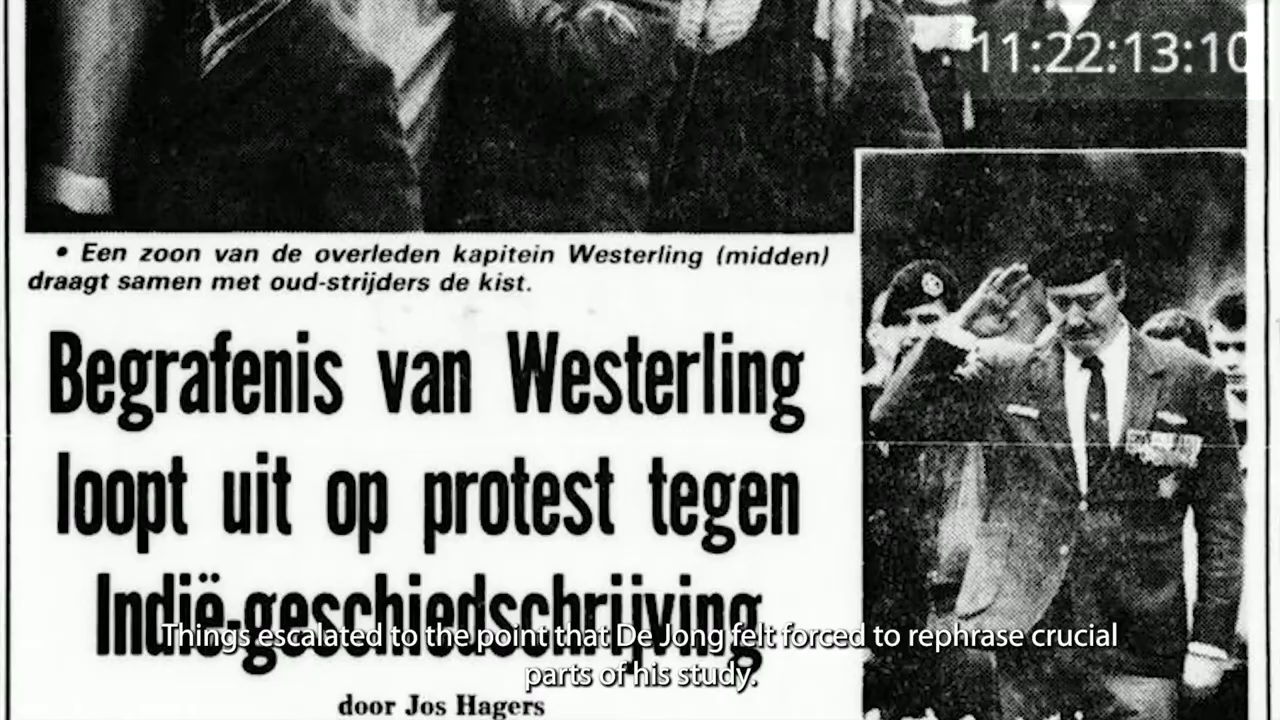 11:22:13:10
• Een zoon van de overleden kapitein Westerling (midden)
draagt samen met oud-strijders de kist.
Begrafenis van Westerling
loopt uit op protest tegen
Indië-geschiedschrijving
Things escalated to the point that De Jong felt forced to rephrase crucial
parts of his study.
door Jos Hagers